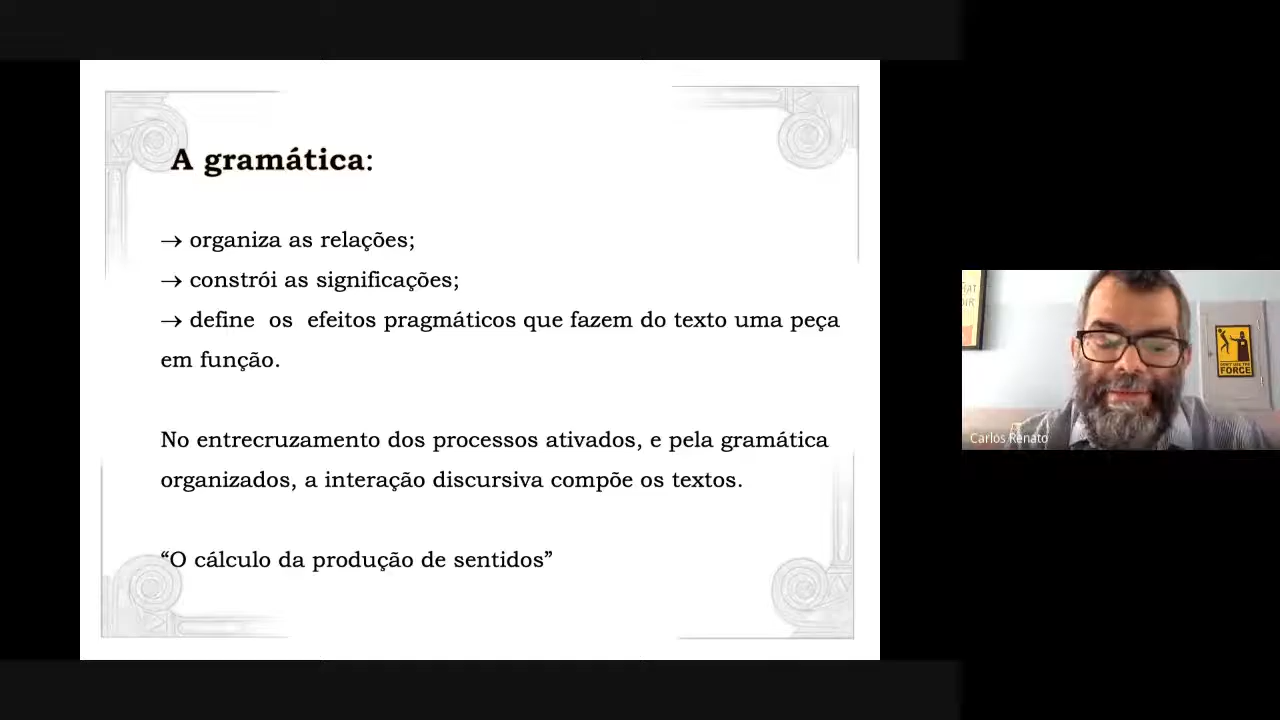 A gramática:
→ organiza as relações;
→ constrói as significações;
→ define os efeitos pragmáticos que fazem do texto uma peça
em função.
No entrecruzamento dos processos ativados, e pela gramática
organizados, a interação discursiva compõe os textos.
“O cálculo da produção de sentidos”
Carlos Renato
FORCE